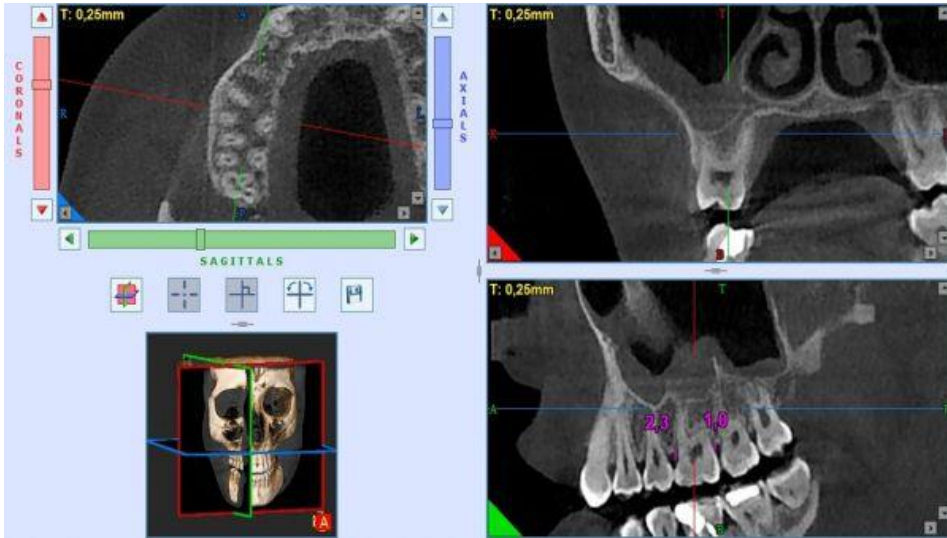 T: 0,25mm
CORONALS
A
R
L
P
AXIALS
SAGITTALS
A
T: 0,25mm
T
R
B
T: 0,25mm
T
A
2,3
1,0
B